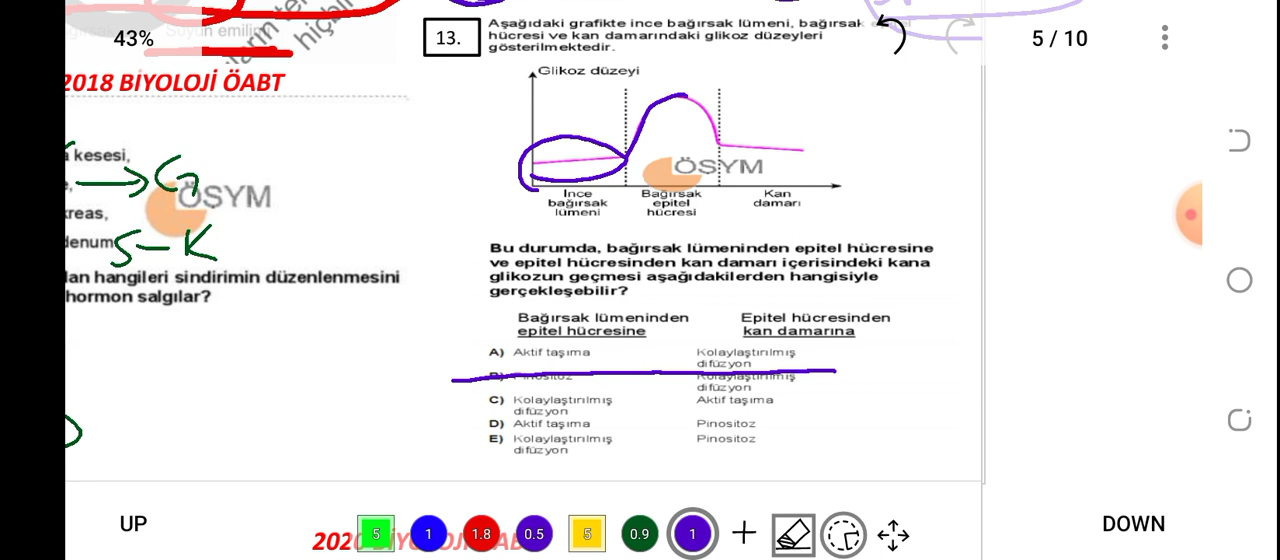 43%
Soyun emilim
hiçbir
5 / 10
2018 BİYOLOJİ ÖABT
kesesi,
G
ÖSYM
kreas,
denum
S-K
lan hangileri sindirimin düzenlenmesini
hormon salgılar?
13.
Aşağıdaki grafikte ince bağırsak lümeni, bağırsak
hücresi ve kan damarındaki glikoz düzeyleri
gösterilmektedir.
Glikoz düzeyi
ÖSYM
İnce
bağırsak
lümeni
Bağırsak
epitel
hücresi
Kan
damarı
Bu durumda, bağırsak lümeninden epitel hücresine
ve epitel hücresinden kan damarı içerisindeki kana
glikozun geçmesi aşağıdakilerden hangisiyle
gerçekleşebilir?
Bağırsak lümeninden
epitel hücresine
Epitel hücresinden
kan damarına
A) Aktif taşıma Kolaylaştırılmış
difüzyon
B) Pinositoz Kolaylaştırılmış
difüzyon
C) Kolaylaştırılmış Aktif taşıma
difüzyon
D) Aktif taşıma Pinositoz
E) Kolaylaştırılmış Pinositoz
difüzyon
UP
5 1 1.8 0.5 5 0.9 1
DOWN
2020 BİYOLOJİ ÖABT